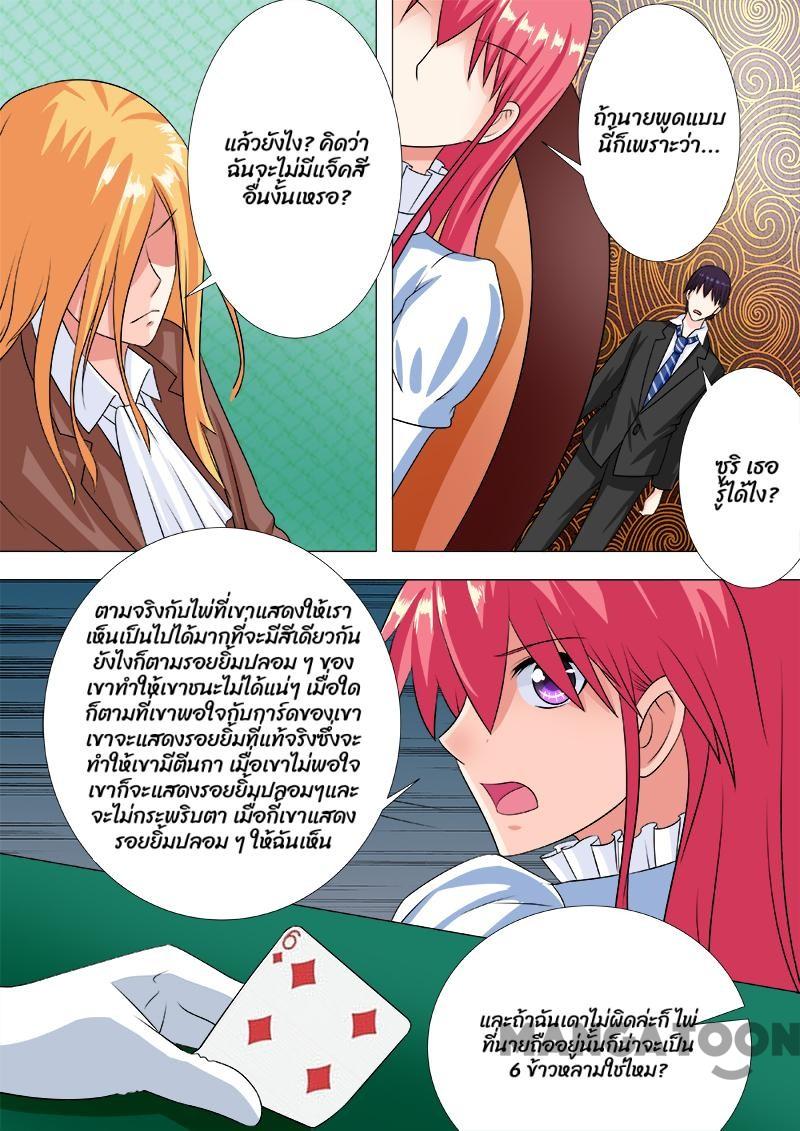 แล้วยังไง? คิดว่า
ฉันจะไม่มีแจ็คสี
อื่นงั้นเหรอ?
ถ้านายพูดแบบ
นี้ก็เพราะว่า...
ซูริ เธอ
รู้ได้ไง?
ตามจริงกับไพ่ที่เขาแสดงให้เรา
เห็นเป็นไปได้มากที่จะมีสีเดียวกัน
ยังไงก็ตามรอยยิ้มปลอม ๆ ของ
เขาทำให้เขาชนะไม่ได้แน่ๆ เมื่อใด
ก็ตามที่เขาพอใจกับการ์ดของเขา
เขาจะแสดงรอยยิ้มที่แท้จริงซึ่งจะ
ทำให้เขามีตีนกา เมื่อเขาไม่พอใจ
เขาก็จะแสดงรอยยิ้มปลอมๆและ
จะไม่กระพริบตา เมื่อกี้เขาแสดง
รอยยิ้มปลอม ๆ ให้ฉันเห็น
6
และถ้าฉันเดาไม่ผิดล่ะก็ ไพ่
ที่นายถืออยู่นั้นก็น่าจะเป็น
6 ข้าวหลามใช่ไหม?
MANGATOON